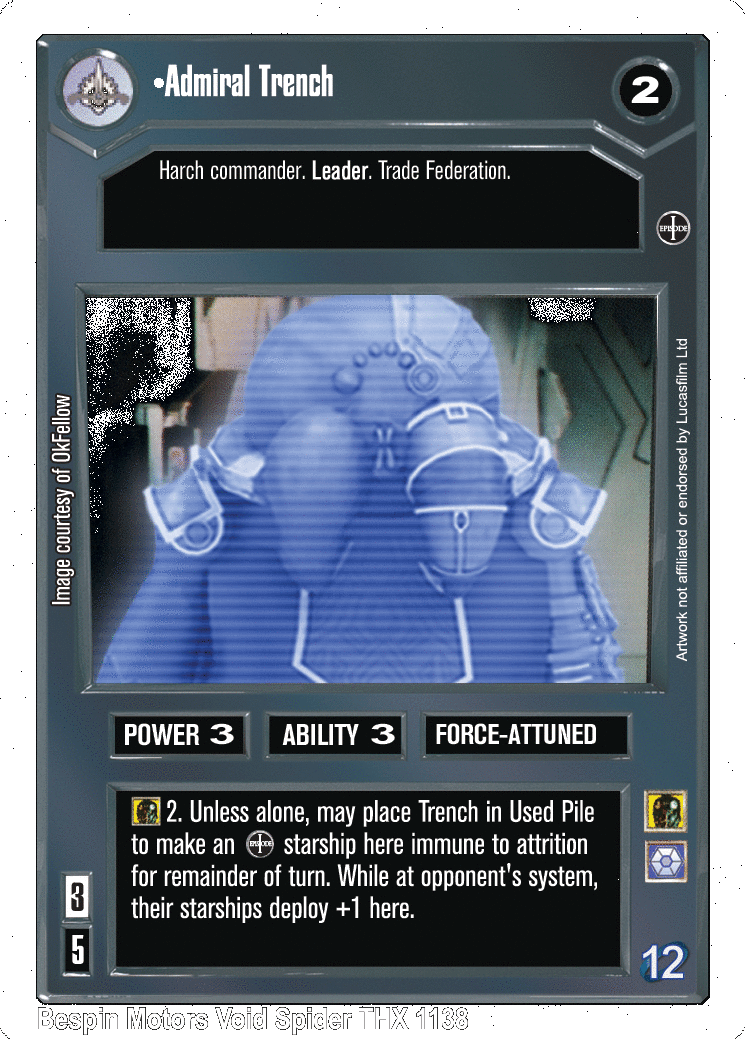 •Admiral Trench
2
Harch commander. Leader. Trade Federation.
EPISODE I
Image courtesy of OkFellow
Artwork not affiliated or endorsed by Lucasfilm Ltd
POWER 3
ABILITY 3
FORCE-ATTUNED
2. Unless alone, may place Trench in Used Pile
to make an EPISODE I starship here immune to attrition
for remainder of turn. While at opponent's system,
their starships deploy +1 here.
3
5
12
Bespin Motors Void Spider THX 1138